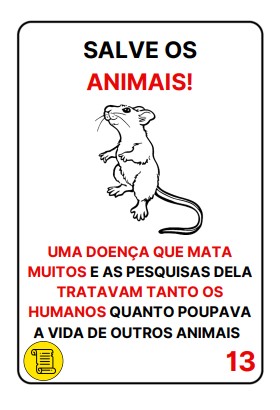 SALVE OS
ANIMAIS!
UMA DOENÇA QUE MATA
MUITOS E AS PESQUISAS DELA
TRATAVAM TANTO OS
HUMANOS QUANTO POUPAVA
A VIDA DE OUTROS ANIMAIS
13